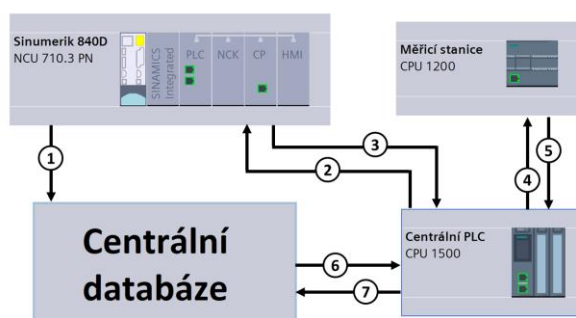 Sinumerik 840D
NCU 710.3 PN
SINAMICS
Integrated
PLC
NCK
CP
HMI
Měřicí stanice
CPU 1200
1
2
3
4
5
Centrální
databáze
6
7
Centrální PLC
CPU 1500